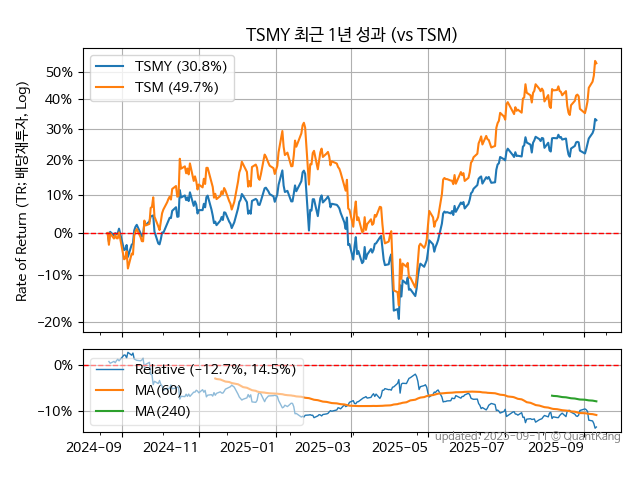 TSMY 최근 1년 성과 (vs TSM)
Rate of Return (TR: 배당재투자, Log)
50%
40%
30%
20%
10%
0%
−10%
−20%
TSMY (30.8%)
TSM (49.7%)
0%
−10%
Relative (−12.7%, 14.5%)
MA(60)
MA(240)
2024−09
2024−11
2025−01
2025−03
2025−05
2025−07
2025−09
updated: 2025−09−11 © QuantKang